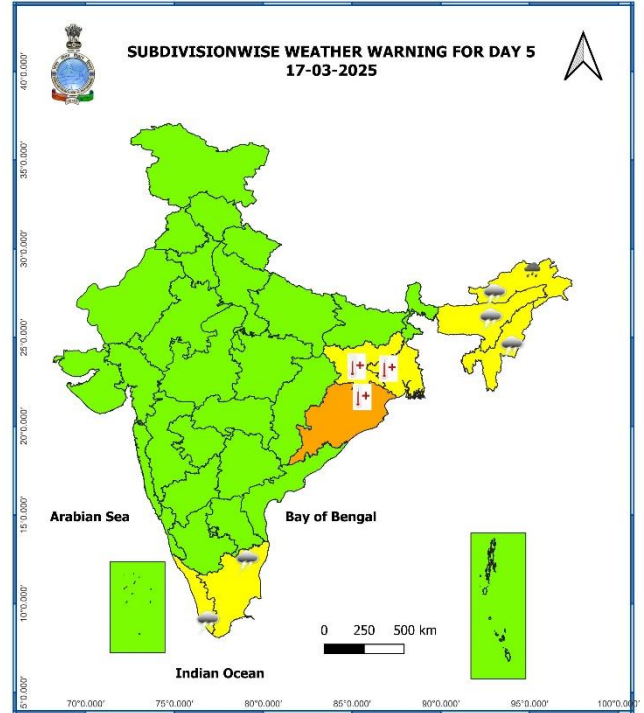 SUBDIVISIONWISE WEATHER WARNING FOR DAY 5
17-03-2025
40°0.000'
35°0.000'
30°0.000'
25°0.000'
20°0.000'
15°0.000'
10°0.000'
5°0.000'
Arabian Sea
Bay of Bengal
0 250 500 km
Indian Ocean
70°0.000' 75°0.000' 80°0.000' 85°0.000' 90°0.000' 95°0.000' 100°0.000'